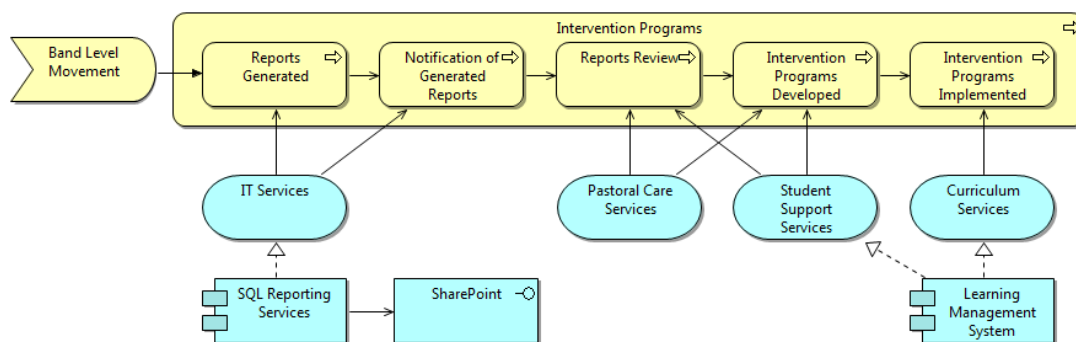 Intervention Programs
Band Level
Movement
Reports
Generated
Notification of
Generated
Reports
Reports Review
Intervention
Programs
Developed
Intervention
Programs
Implemented
IT Services
Pastoral Care
Services
Student
Support
Services
Curriculum
Services
SQL Reporting
Services
SharePoint
Learning
Management
System